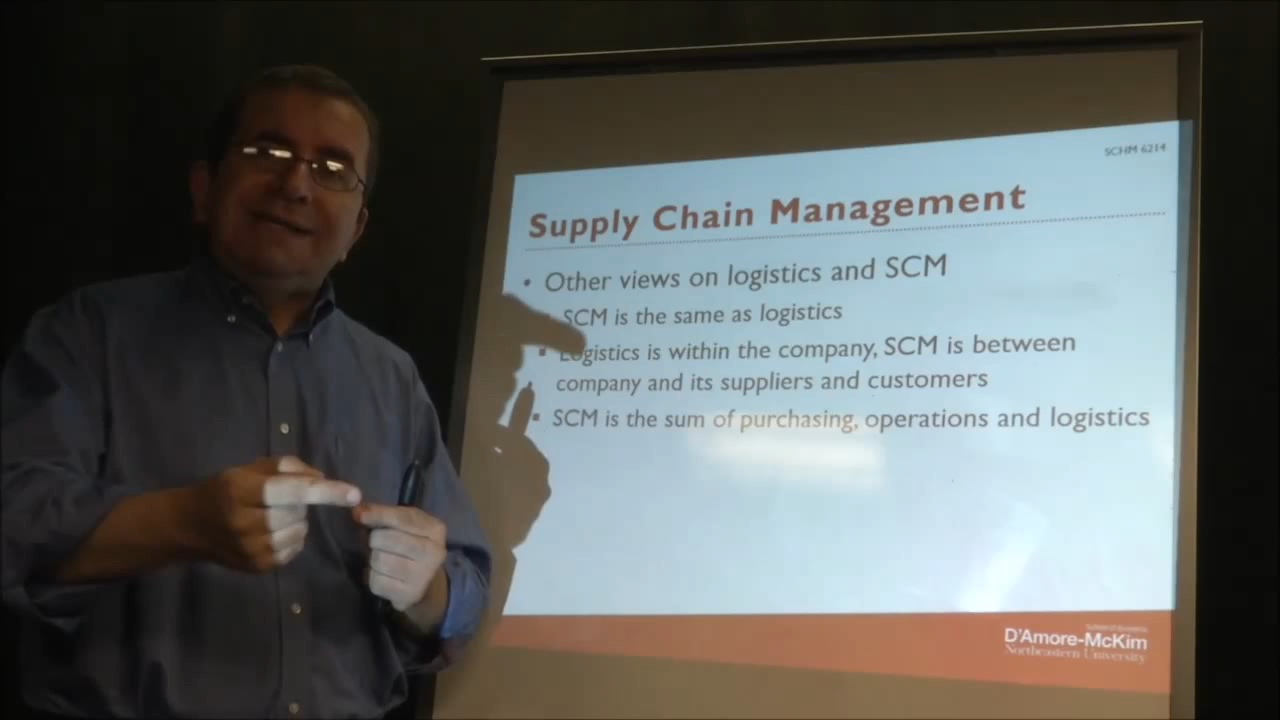 SCHM 6214
Supply Chain Management
• Other views on logistics and SCM
SCM is the same as logistics
▪ Logistics is within the company, SCM is between
company and its suppliers and customers
▪ SCM is the sum of purchasing, operations and logistics
D'Amore-McKim
Northeastern University